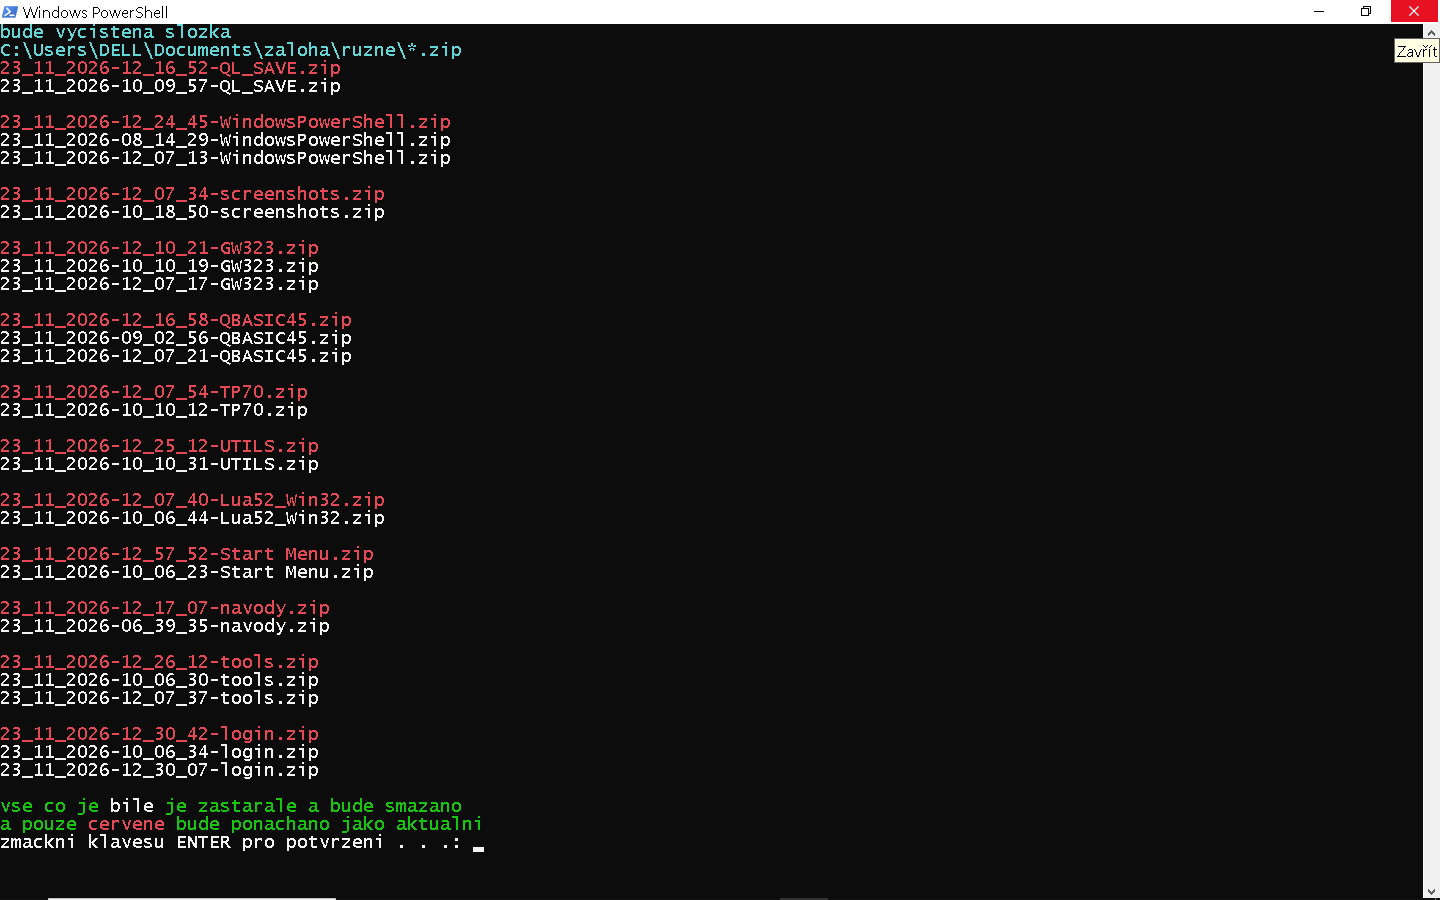 Windows PowerShell
Zavřít
bude vycistena slozka
C:\Users\DELL\Documents\zaloha\ruzne\*.zip
23_11_2026-12_16_52-QL_SAVE.zip
23_11_2026-10_09_57-QL_SAVE.zip
23_11_2026-12_24_45-WindowsPowerShell.zip
23_11_2026-08_14_29-WindowsPowerShell.zip
23_11_2026-12_07_13-WindowsPowerShell.zip
23_11_2026-12_07_34-screenshots.zip
23_11_2026-10_18_50-screenshots.zip
23_11_2026-12_10_21-GW323.zip
23_11_2026-10_10_19-GW323.zip
23_11_2026-12_07_17-GW323.zip
23_11_2026-12_16_58-QBASIC45.zip
23_11_2026-09_02_56-QBASIC45.zip
23_11_2026-12_07_21-QBASIC45.zip
23_11_2026-12_07_54-TP70.zip
23_11_2026-10_10_12-TP70.zip
23_11_2026-12_25_12-UTILS.zip
23_11_2026-10_10_31-UTILS.zip
23_11_2026-12_07_40-Lua52_Win32.zip
23_11_2026-10_06_44-Lua52_Win32.zip
23_11_2026-12_57_52-Start Menu.zip
23_11_2026-10_06_23-Start Menu.zip
23_11_2026-12_17_07-navody.zip
23_11_2026-06_39_35-navody.zip
23_11_2026-12_26_12-tools.zip
23_11_2026-10_06_30-tools.zip
23_11_2026-12_07_37-tools.zip
23_11_2026-12_30_42-login.zip
23_11_2026-10_06_34-login.zip
23_11_2026-12_30_07-login.zip
vse co je bile je zastarale a bude smazano
a pouze cervene bude ponachano jako aktualni
zmackni klavesu ENTER pro potvrzeni . . .: